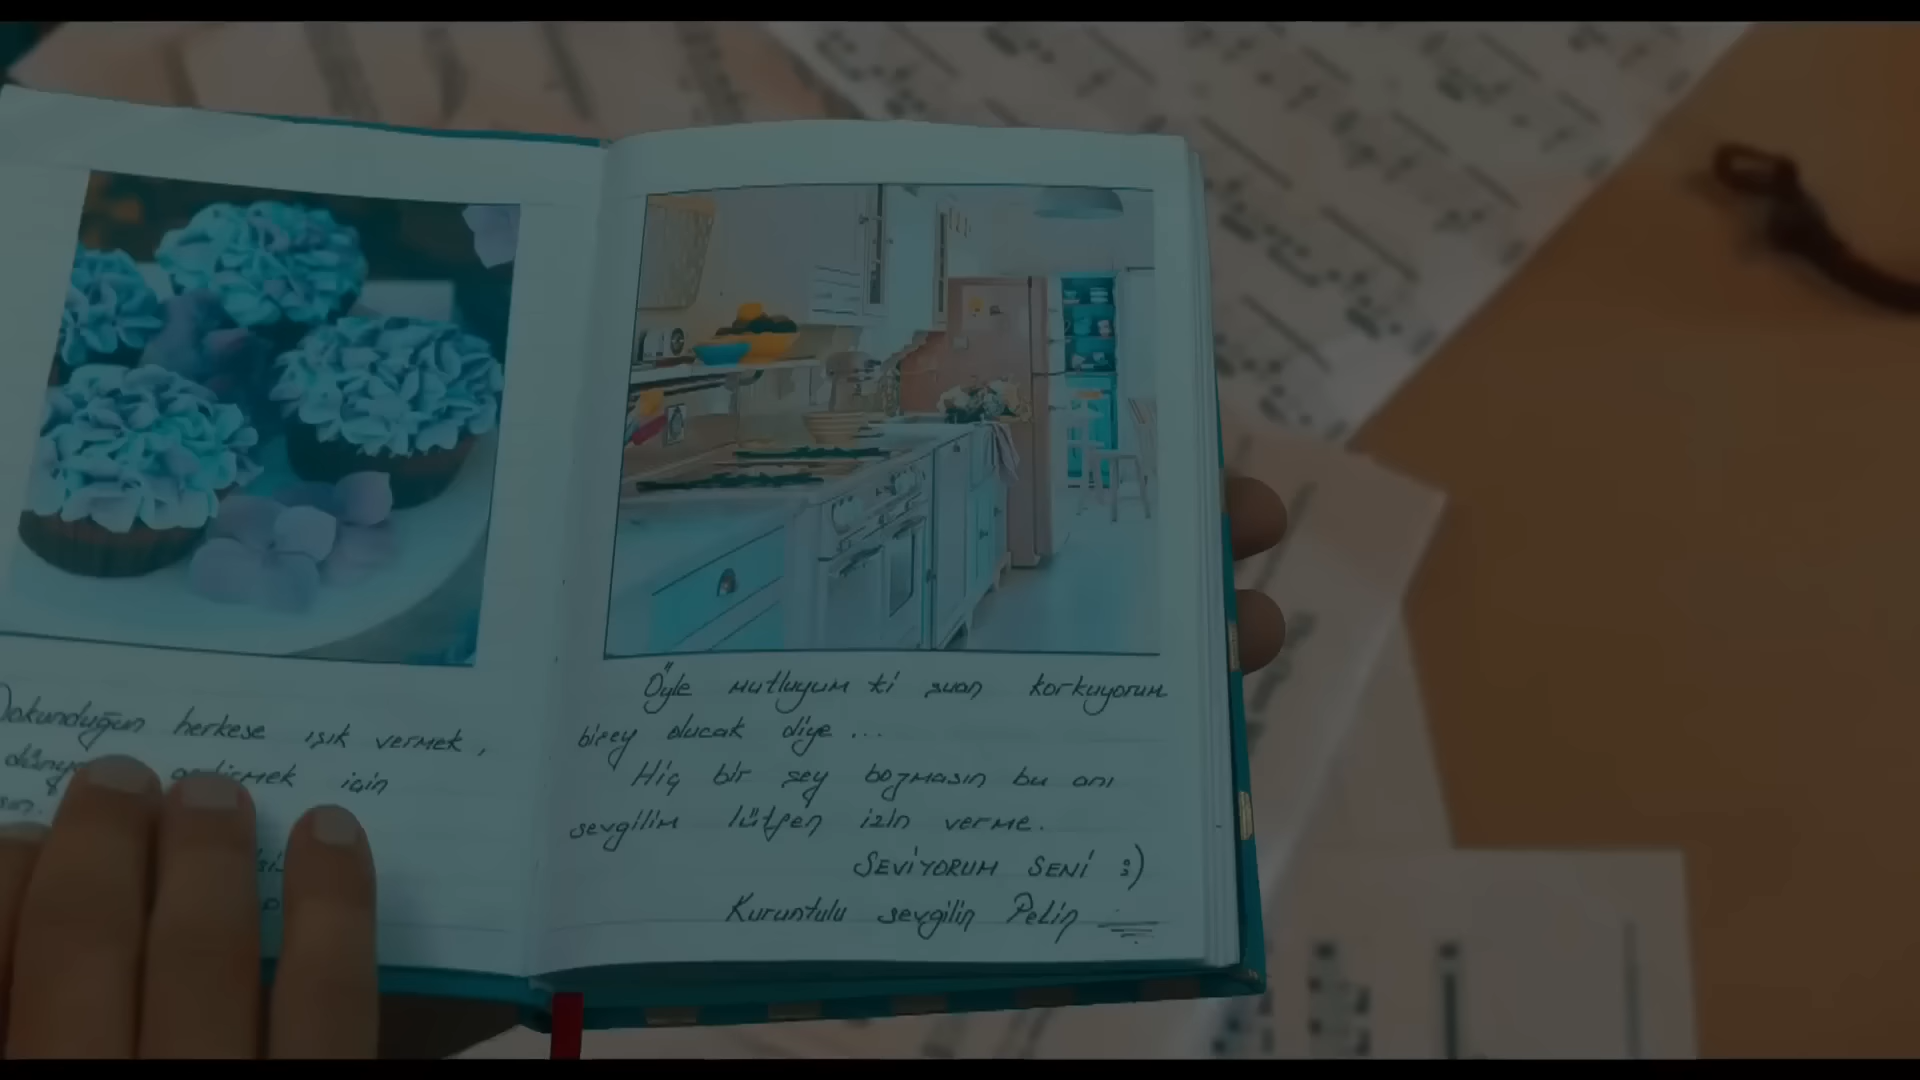 Dokunduğun herkese ışık vermek,
için
Öyle mutluyum ki şuan korkuyorum
birşey olucak diye...
Hiç bir şey bozmasın bu anı
sevgilim lütfen izin verme.
SEVİYORUM SENİ :)
Kuruntulu sevgilin Pelin